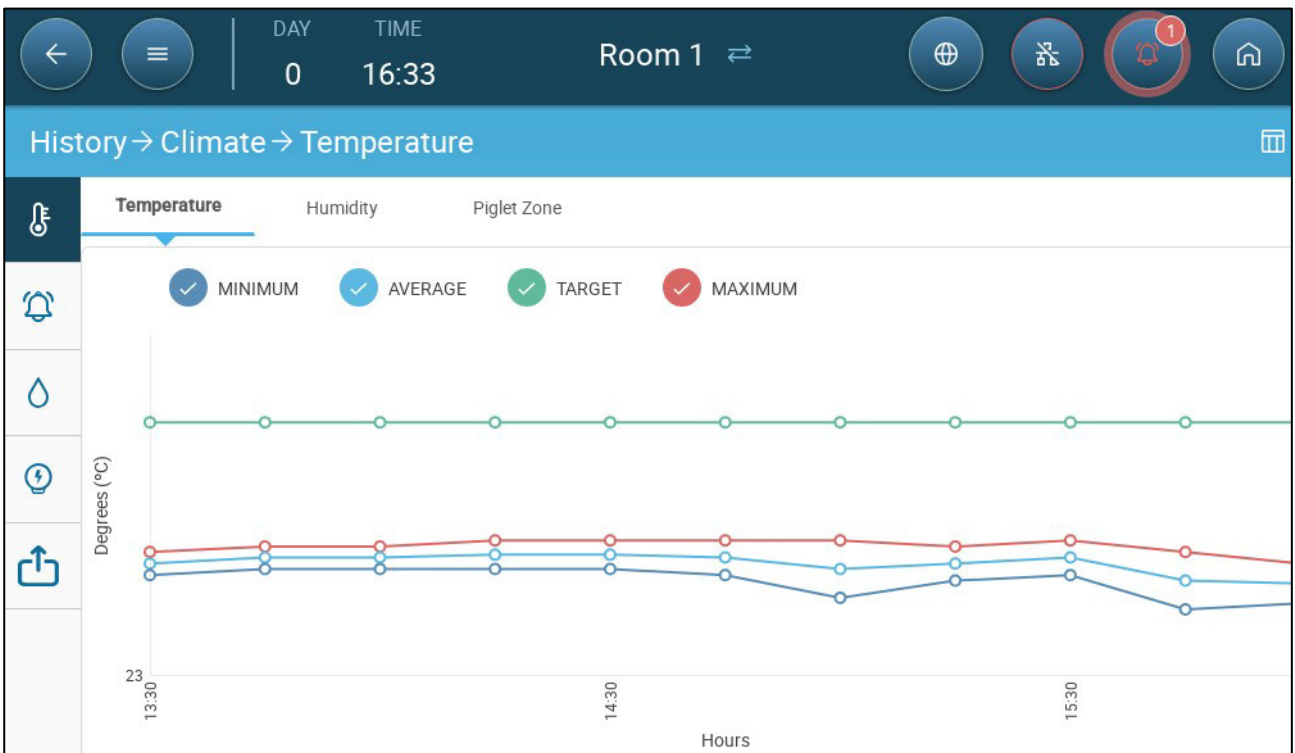 DAY TIME
0 16:33
Room 1
1
History → Climate → Temperature
Temperature Humidity Piglet Zone
MINIMUM AVERAGE TARGET MAXIMUM
Degrees (ºC)
23
13:30 14:30 15:30
Hours